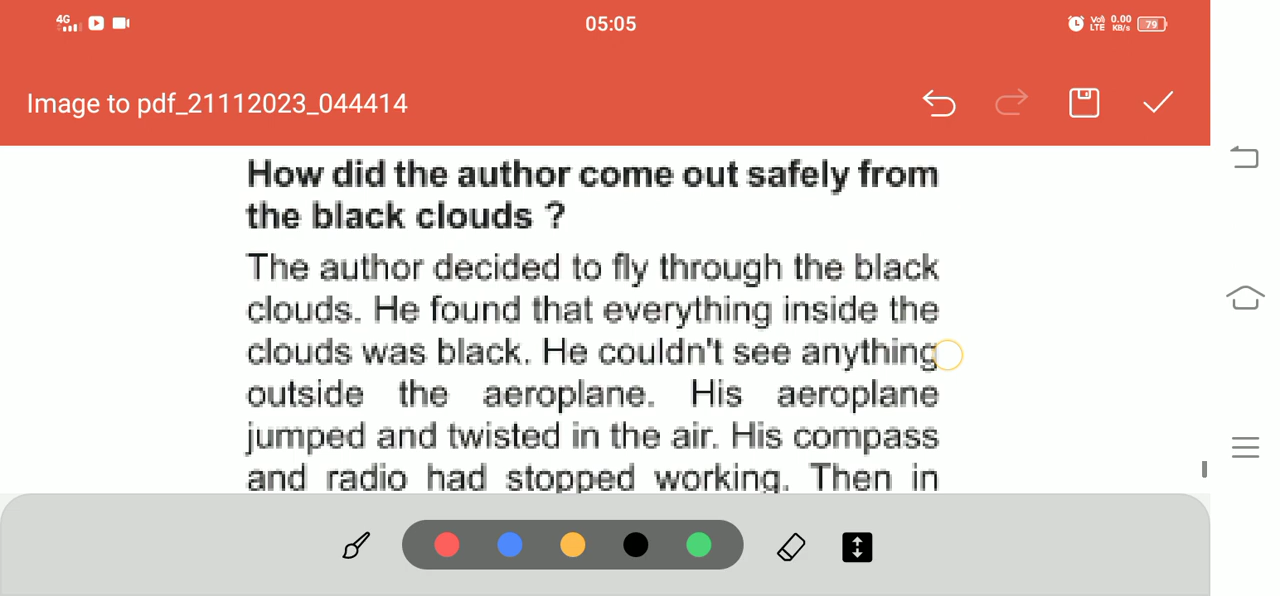 4G
05:05
Vo))
LTE
0.00
KB/s
79
Image to pdf_21112023_044414
How did the author come out safely from
the black clouds ?
The author decided to fly through the black
clouds. He found that everything inside the
clouds was black. He couldn't see anything
outside the aeroplane. His aeroplane
jumped and twisted in the air. His compass
and radio had stopped working. Then in